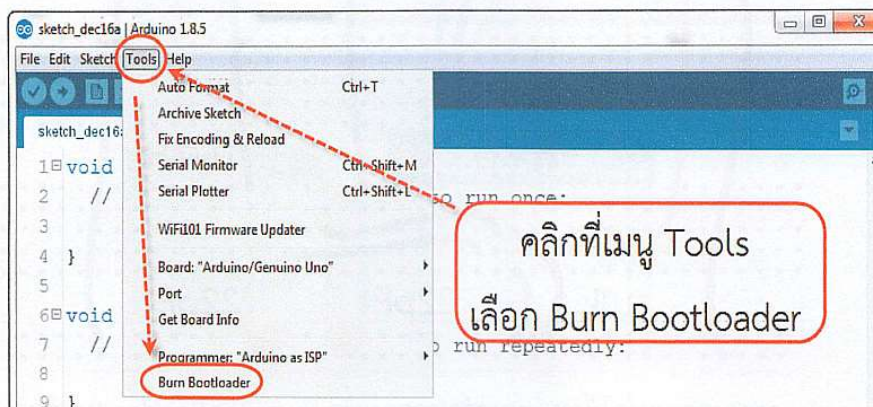 sketch_dec16a | Arduino 1.8.5
File Edit Sketch Tools Help
Auto Format Ctrl+T
Archive Sketch
sketch_dec16a
Fix Encoding & Reload
1 void
Serial Monitor Ctrl+Shift+M
2 // to run once:
Serial Plotter Ctrl+Shift+L
3
WiFi101 Firmware Updater
คลิกที่เมนู Tools
4 }
Board: "Arduino/Genuino Uno"
5
Port
เลือก Burn Bootloader
6 void
Get Board Info
7 // to run repeatedly:
Programmer: "Arduino as ISP"
8
Burn Bootloader
9 }